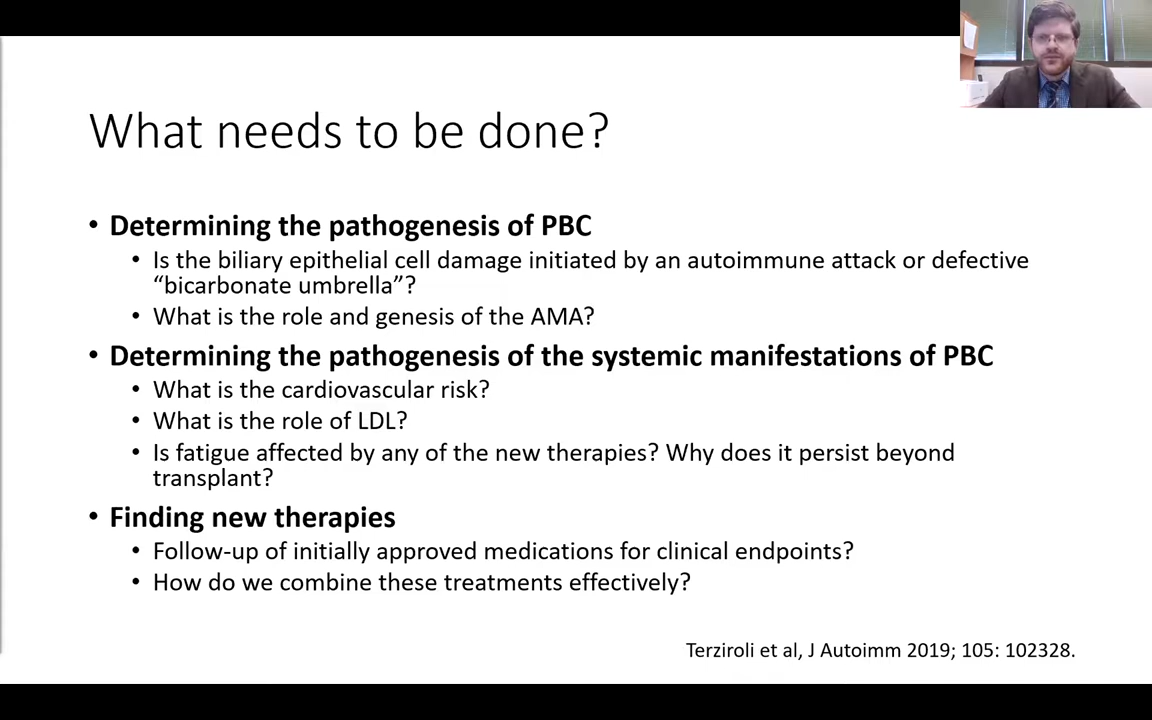 What needs to be done?
• Determining the pathogenesis of PBC
• Is the biliary epithelial cell damage initiated by an autoimmune attack or defective
“bicarbonate umbrella”?
• What is the role and genesis of the AMA?
• Determining the pathogenesis of the systemic manifestations of PBC
• What is the cardiovascular risk?
• What is the role of LDL?
• Is fatigue affected by any of the new therapies? Why does it persist beyond
transplant?
• Finding new therapies
• Follow-up of initially approved medications for clinical endpoints?
• How do we combine these treatments effectively?
Terziroli et al, J Autoimm 2019; 105: 102328.